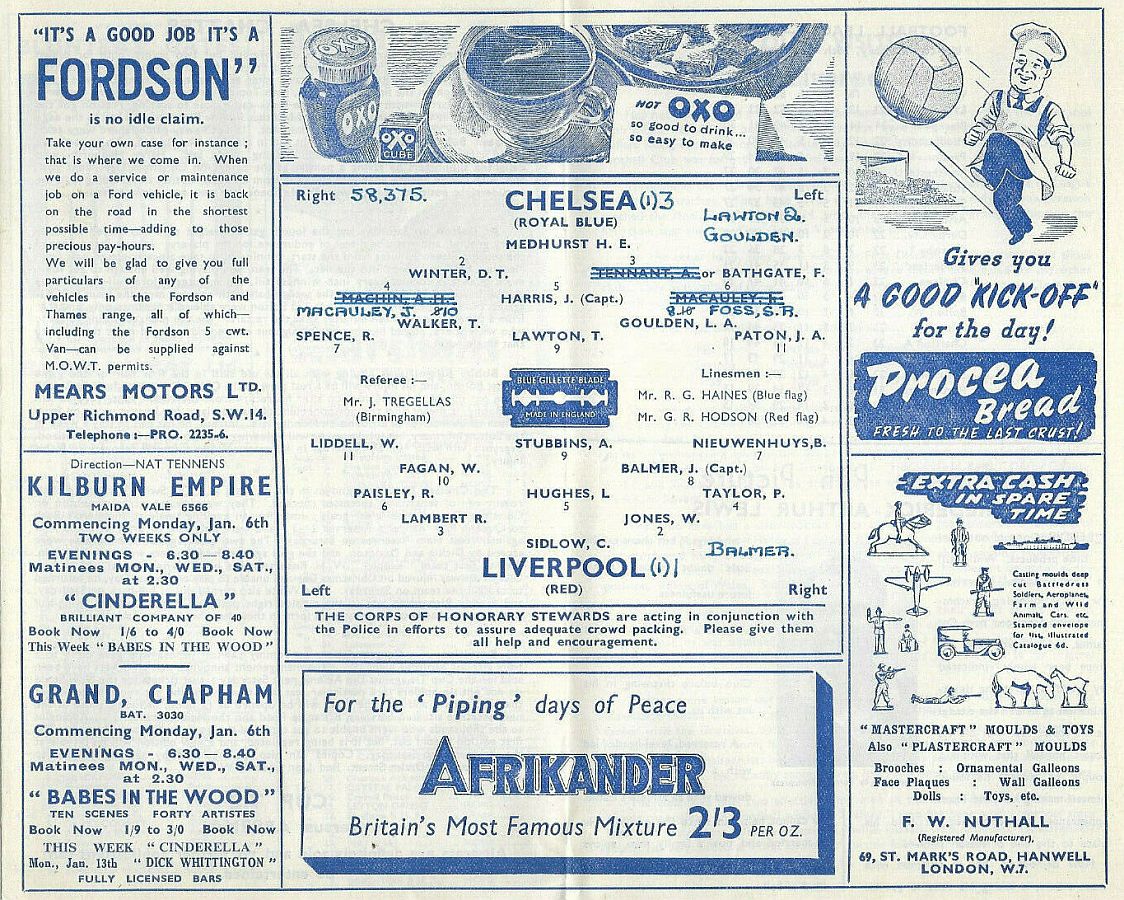 "IT'S A GOOD JOB IT'S A
FORDSON"
is no idle claim.
Take your own case for instance ;
that is where we come in. When
we do a service or maintenance
job on a Ford vehicle, it is back
on the road in the shortest
possible time—adding to those
precious pay-hours.
We will be glad to give you full
particulars of any of the
vehicles in the Fordson and
Thames range, all of which—
including the Fordson 5 cwt.
Van—can be supplied against
M.O.W.T. permits.
MEARS MOTORS LTD.
Upper Richmond Road, S.W.14.
Telephone :—PRO. 2235-6.
Direction—NAT TENNENS
KILBURN EMPIRE
MAIDA VALE 6566
Commencing Monday, Jan. 6th
TWO WEEKS ONLY
EVENINGS - 6.30—8.40
Matinees MON., WED., SAT.,
at 2.30
"CINDERELLA"
BRILLIANT COMPANY OF 40
Book Now 1/6 to 4/0 Book Now
This Week "BABES IN THE WOOD"
GRAND, CLAPHAM
BAT. 3030
Commencing Monday, Jan. 6th
EVENINGS - 6.30—8.40
Matinees MON., WED., SAT.,
at 2.30
"BABES IN THE WOOD"
TEN SCENES FORTY ARTISTES
Book Now 1/9 to 3/0 Book Now
THIS WEEK "CINDERELLA"
Mon., Jan. 13th "DICK WHITTINGTON"
FULLY LICENSED BARS
OXO
OXO
OXO
CUBE
HOT OXO
so good to drink...
so easy to make
Right 58,375. CHELSEA (1) 3 Left
(ROYAL BLUE)
LAWTON 2.
GOULDEN.
MEDHURST H. E.
2 3
WINTER, D. T. TENNANT, A. or BATHGATE, F.
4 5 6
MACHIN, A. H. HARRIS, J. (Capt.) MACAULEY, J.
MACAULEY, J. 8 10 8 10 FOSS, S. R.
WALKER, T. GOULDEN, L. A.
SPENCE, R. LAWTON, T. PATON, J. A.
7 9 11
Referee :—
Mr. J. TREGELLAS
(Birmingham)
BLUE GILLETTE BLADE
MADE IN ENGLAND
Linesmen :—
Mr. R. G. HAINES (Blue flag)
Mr. G. R. HODSON (Red flag)
LIDDELL, W. STUBBINS, A. NIEUWENHUYS, B.
11 9 7
FAGAN, W. BALMER, J. (Capt.)
10 8
PAISLEY, R. HUGHES, L TAYLOR, P.
6 5 4
LAMBERT R. JONES, W.
3 2
SIDLOW, C. BALMER.
LIVERPOOL (1) 1
Left (RED) Right
THE CORPS OF HONORARY STEWARDS are acting in conjunction with
the Police in efforts to assure adequate crowd packing. Please give them
all help and encouragement.
For the 'Piping' days of Peace
AFRIKANDER
Britain's Most Famous Mixture 2'3 PER OZ.
Gives you
A GOOD "KICK-OFF"
for the day!
Procea
Bread
FRESH TO THE LAST CRUST!
EXTRA CASH
IN SPARE
TIME
Casting moulds deep
cut Battledress
Soldiers, Aeroplanes,
Farm and Wild
Animals, Cars, etc.
Stamped envelope
for list, illustrated
Catalogue 6d.
"MASTERCRAFT" MOULDS & TOYS
Also "PLASTERCRAFT" MOULDS
Brooches : Ornamental Galleons
Face Plaques : Wall Galleons
Dolls : Toys, etc.
F. W. NUTHALL
(Registered Manufacturer),
69, ST. MARK'S ROAD, HANWELL
LONDON, W.7.